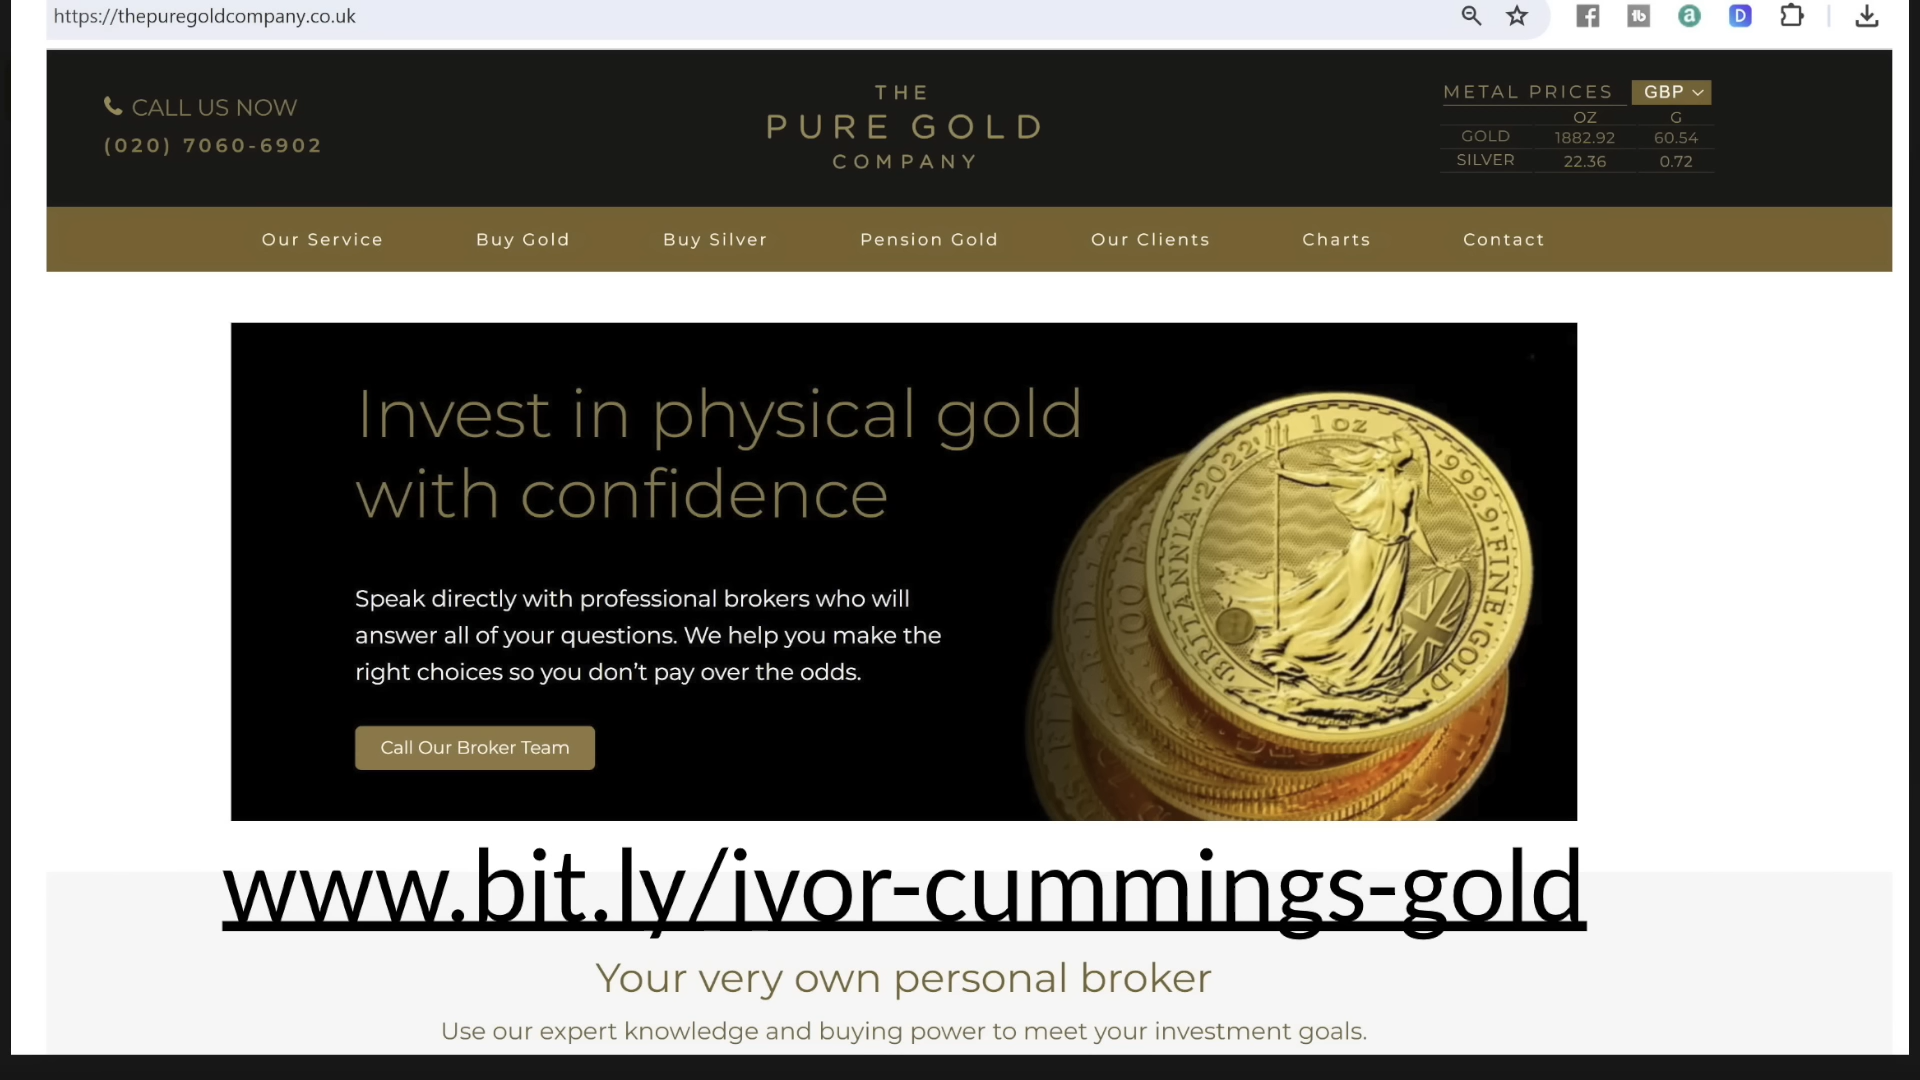 https://thepuregoldcompany.co.uk
CALL US NOW
(020) 7060-6902
THE
PURE GOLD
COMPANY
METAL PRICES GBP
OZ G
GOLD 1882.92 60.54
SILVER 22.36 0.72
Our Service Buy Gold Buy Silver Pension Gold Our Clients Charts Contact
Invest in physical gold
with confidence
Speak directly with professional brokers who will
answer all of your questions. We help you make the
right choices so you don’t pay over the odds.
Call Our Broker Team
1 oz
BRITANNIA 2022 999.9 FINE GOLD
www.bit.ly/ivor-cummings-gold
Your very own personal broker
Use our expert knowledge and buying power to meet your investment goals.